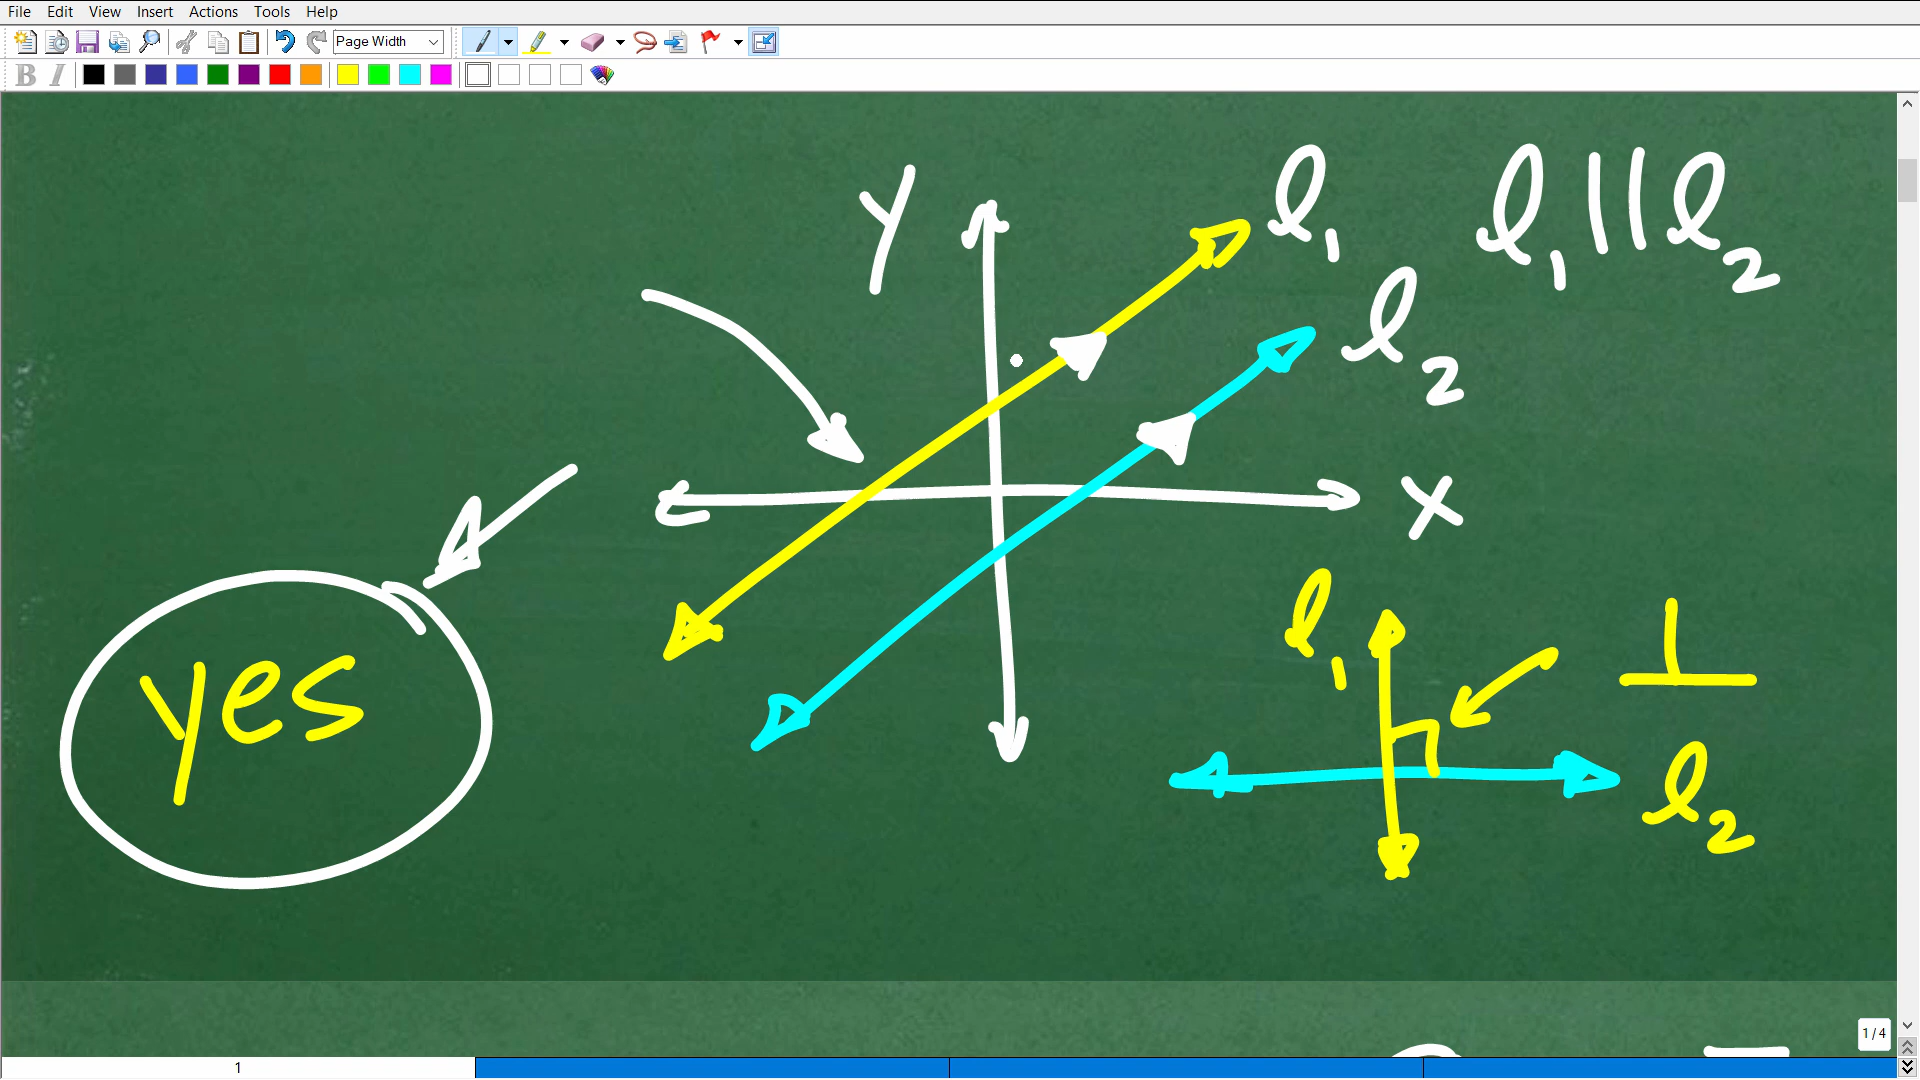 File Edit View Insert Actions Tools Help
Page Width
B I
y
ℓ₁
ℓ₁ || ℓ₂
ℓ₂
x
yes
ℓ₁
⊥
ℓ₂
1 / 4
1